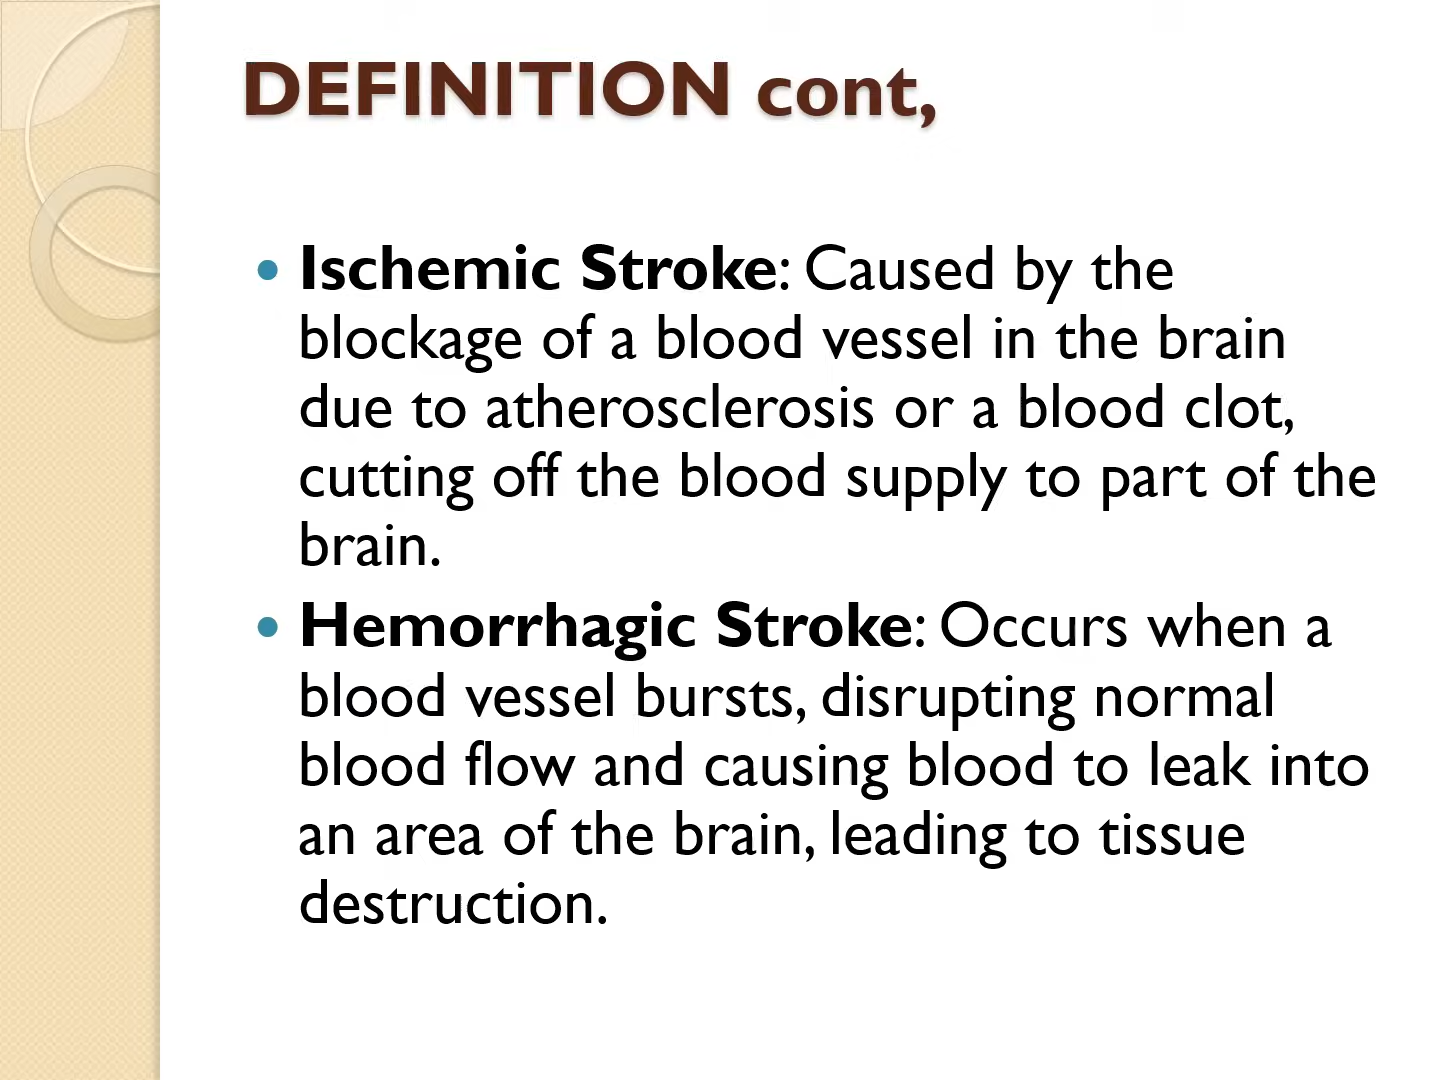 DEFINITION cont,
• Ischemic Stroke: Caused by the
blockage of a blood vessel in the brain
due to atherosclerosis or a blood clot,
cutting off the blood supply to part of the
brain.
• Hemorrhagic Stroke: Occurs when a
blood vessel bursts, disrupting normal
blood flow and causing blood to leak into
an area of the brain, leading to tissue
destruction.